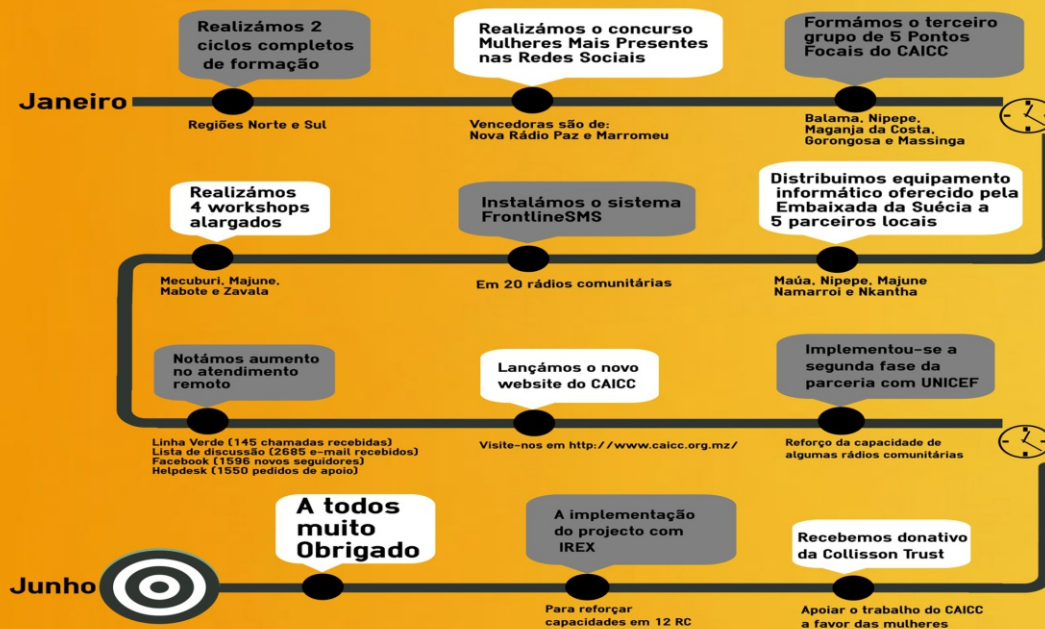 Realizámos 2
ciclos completos
de formação
Realizámos o concurso
Mulheres Mais Presentes
nas Redes Sociais
Formámos o terceiro
grupo de 5 Pontos
Focais do CAICC
Janeiro
Regiões Norte e Sul
Vencedoras são de:
Nova Rádio Paz e Marromeu
Balama, Nipepe,
Maganja da Costa,
Gorongosa e Massinga
Realizámos
4 workshops
alargados
Instalámos o sistema
FrontlineSMS
Distribuimos equipamento
informático oferecido pela
Embaixada da Suécia a
5 parceiros locais
Mecuburi, Majune,
Mabote e Zavala
Em 20 rádios comunitárias
Maúa, Nipepe, Majune
Namarroi e Nkantha
Notámos aumento
no atendimento
remoto
Lançámos o novo
website do CAICC
Implementou-se a
segunda fase da
parceria com UNICEF
Linha Verde (145 chamadas recebidas)
Lista de discussão (2685 e-mail recebidos)
Facebook (1596 novos seguidores)
Helpdesk (1550 pedidos de apoio)
Visite-nos em http://www.caicc.org.mz/
Reforço da capacidade de
algumas rádios comunitárias
A todos
muito
Obrigado
A implementação
do projecto com
IREX
Recebemos donativo
da Collisson Trust
Junho
Para reforçar
capacidades em 12 RC
Apoiar o trabalho do CAICC
a favor das mulheres